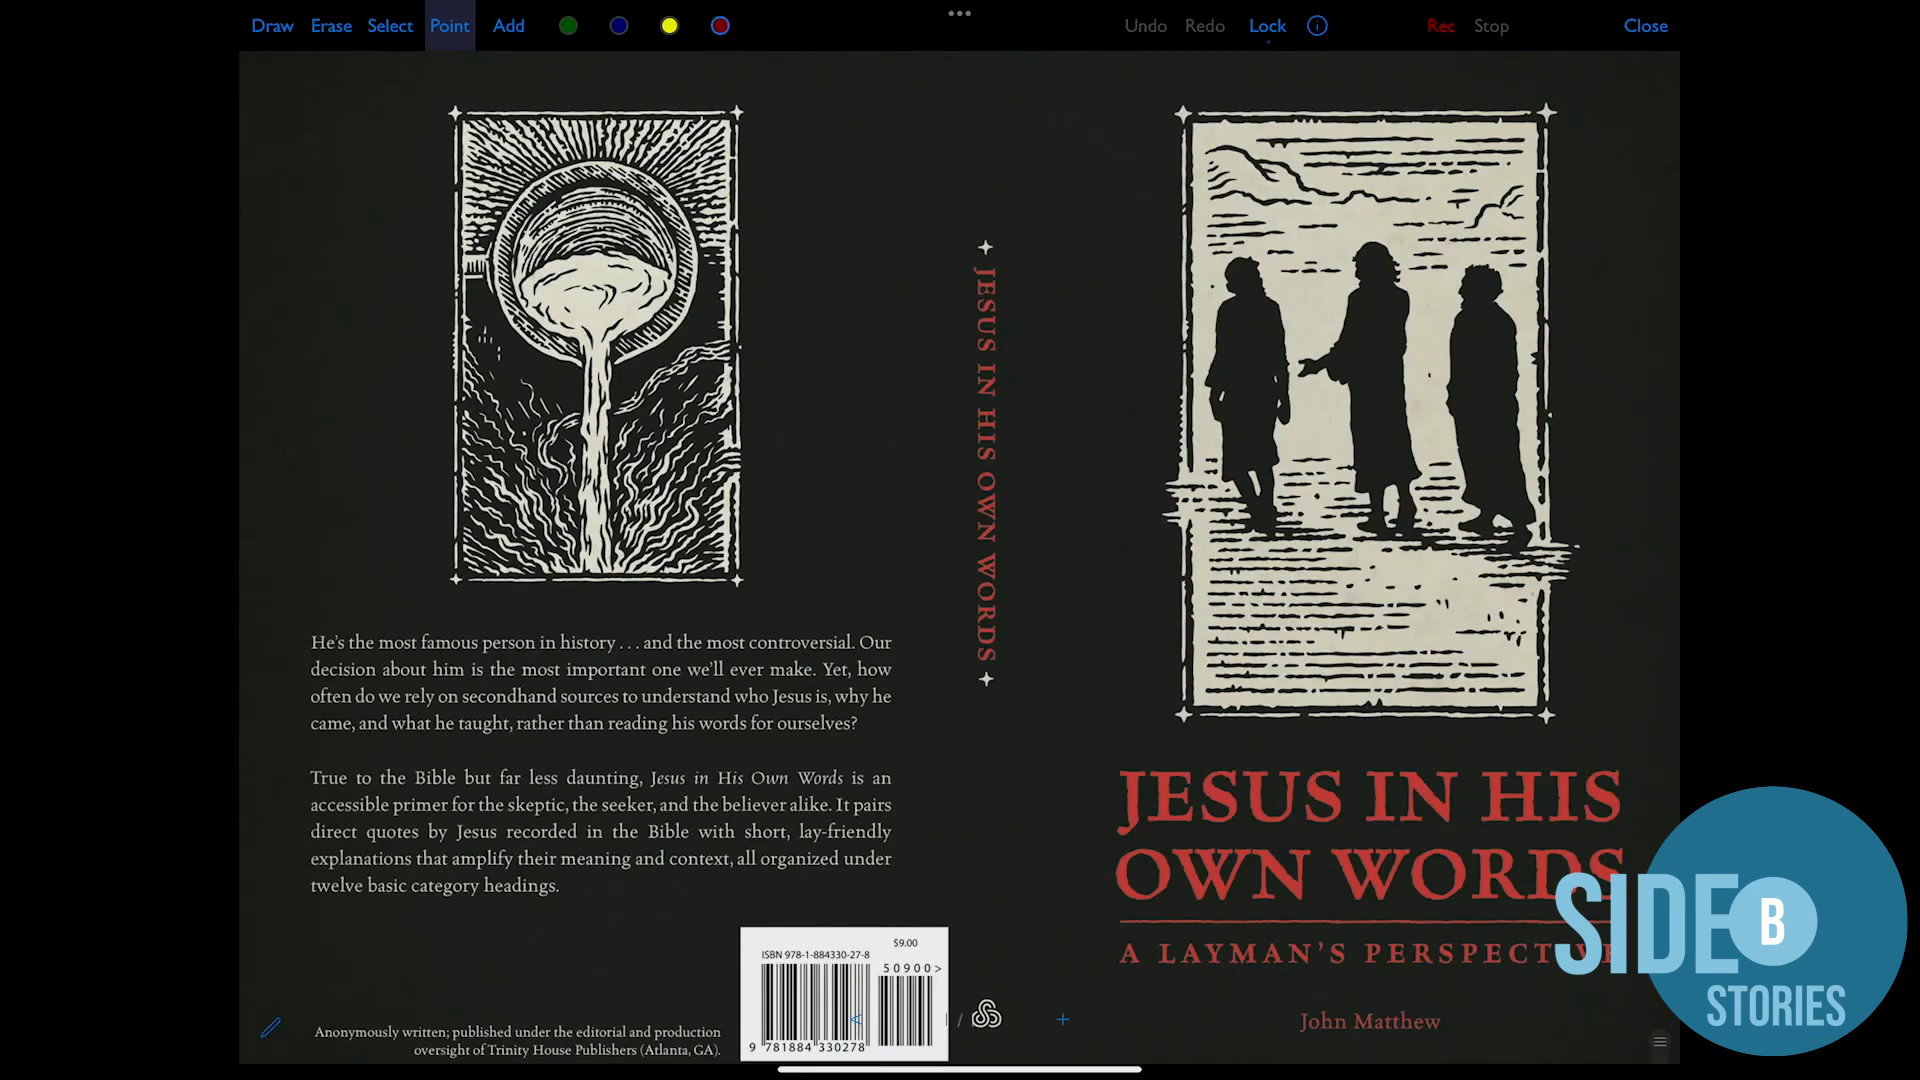 Draw Erase Select Point Add Undo Redo Lock Rec Stop Close
He's the most famous person in history . . . and the most controversial. Our
decision about him is the most important one we'll ever make. Yet, how
often do we rely on secondhand sources to understand who Jesus is, why he
came, and what he taught, rather than reading his words for ourselves?
True to the Bible but far less daunting, Jesus in His Own Words is an
accessible primer for the skeptic, the seeker, and the believer alike. It pairs
direct quotes by Jesus recorded in the Bible with short, lay-friendly
explanations that amplify their meaning and context, all organized under
twelve basic category headings.
Anonymously written; published under the editorial and production
oversight of Trinity House Publishers (Atlanta, GA).
$9.00
ISBN 978-1-884330-27-8
50900>
9 781884 330278
JESUS IN HIS OWN WORDS
JESUS IN HIS
OWN WORDS
A LAYMAN'S PERSPECTIVE
John Matthew
SIDE B
STORIES